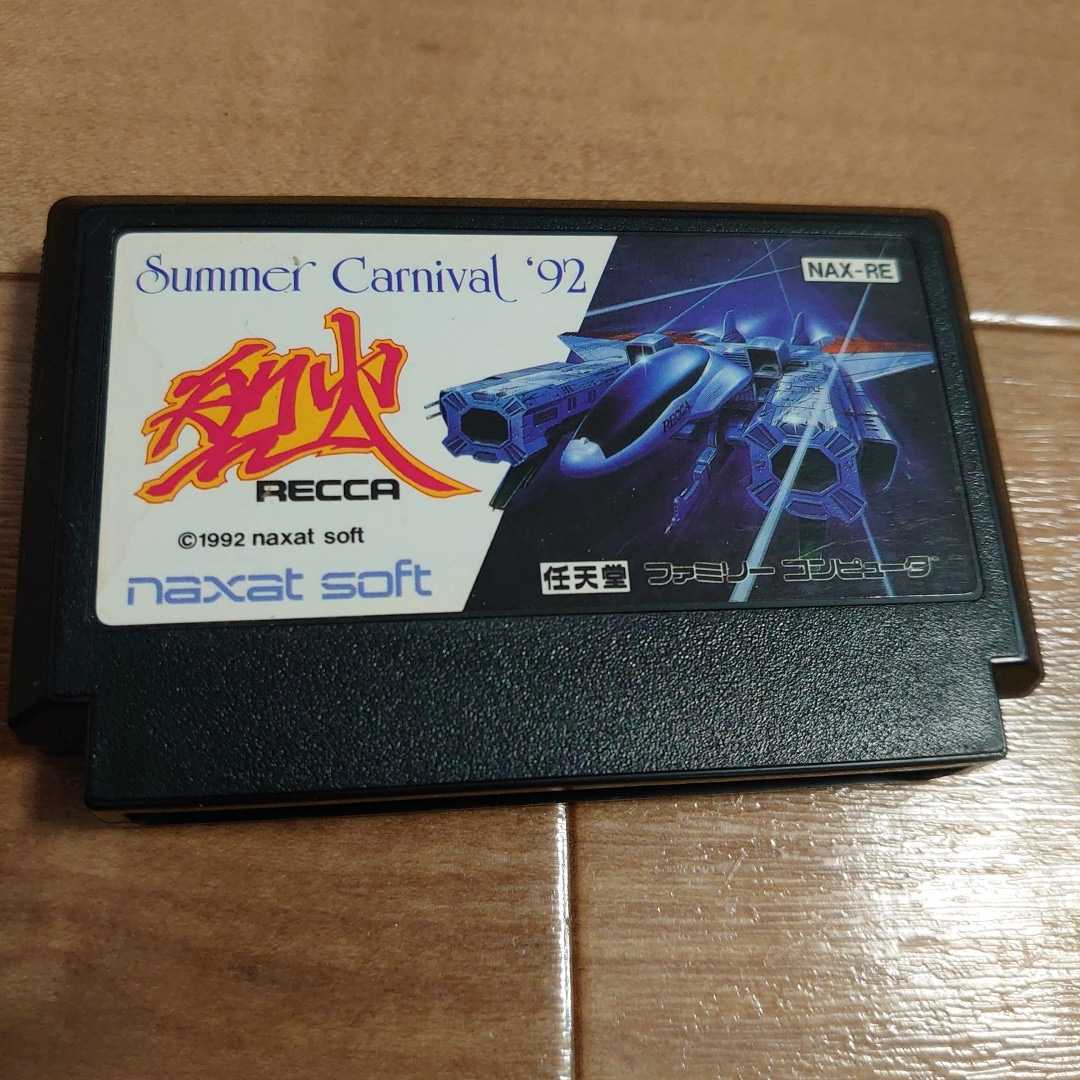 Summer Carnival '92
NAX-RE
烈火
RECCA
RECCA
©1992 naxat soft
naxat soft
任天堂 ファミリーコンピュータ